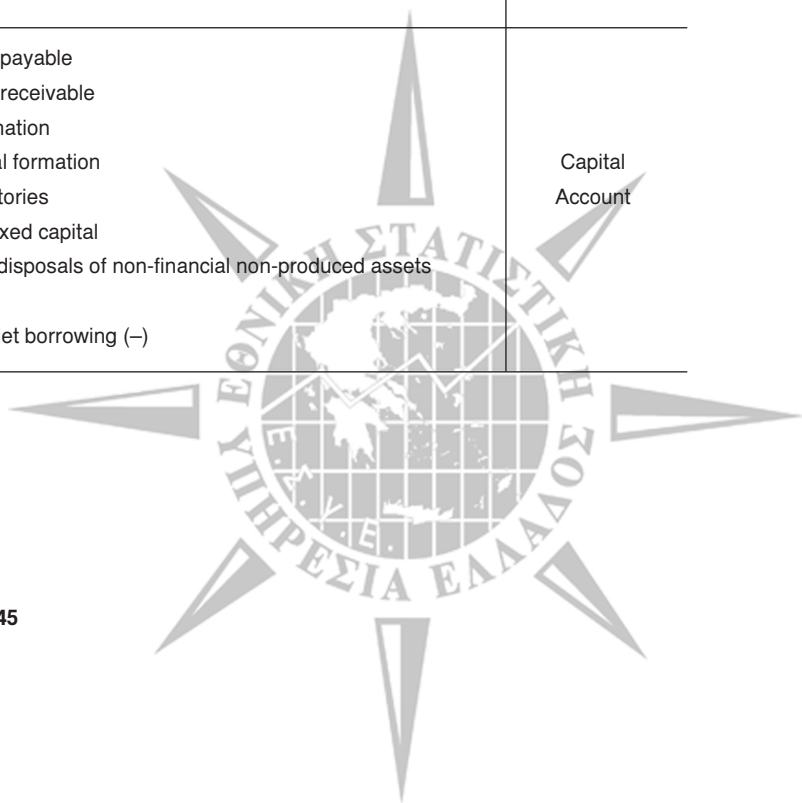 payable
receivable
nation
al formation
Capital
tories
Account
xed capital
disposals of non-financial non-produced assets
et borrowing (–)
ΕΘΝΙΚΗ ΣΤΑΤΙΣΤΙΚΗ
ΥΠΗΡΕΣΙΑ ΕΛΛΑΔΟΣ
Ε.Σ.Υ.Ε.
45